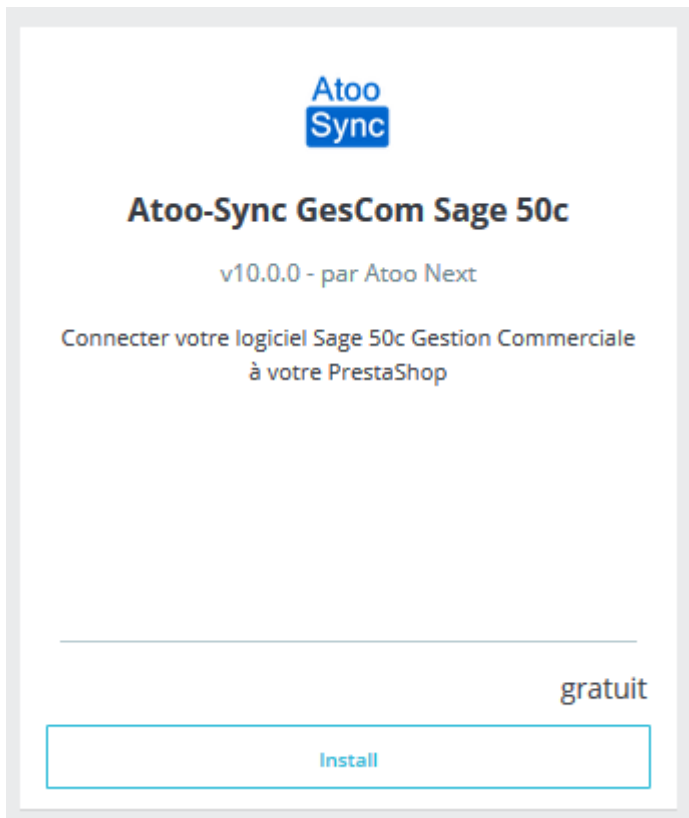 Atoo
Sync
Atoo-Sync GesCom Sage 50c
v10.0.0 - par Atoo Next
Connecter votre logiciel Sage 50c Gestion Commerciale
à votre PrestaShop
gratuit
Install